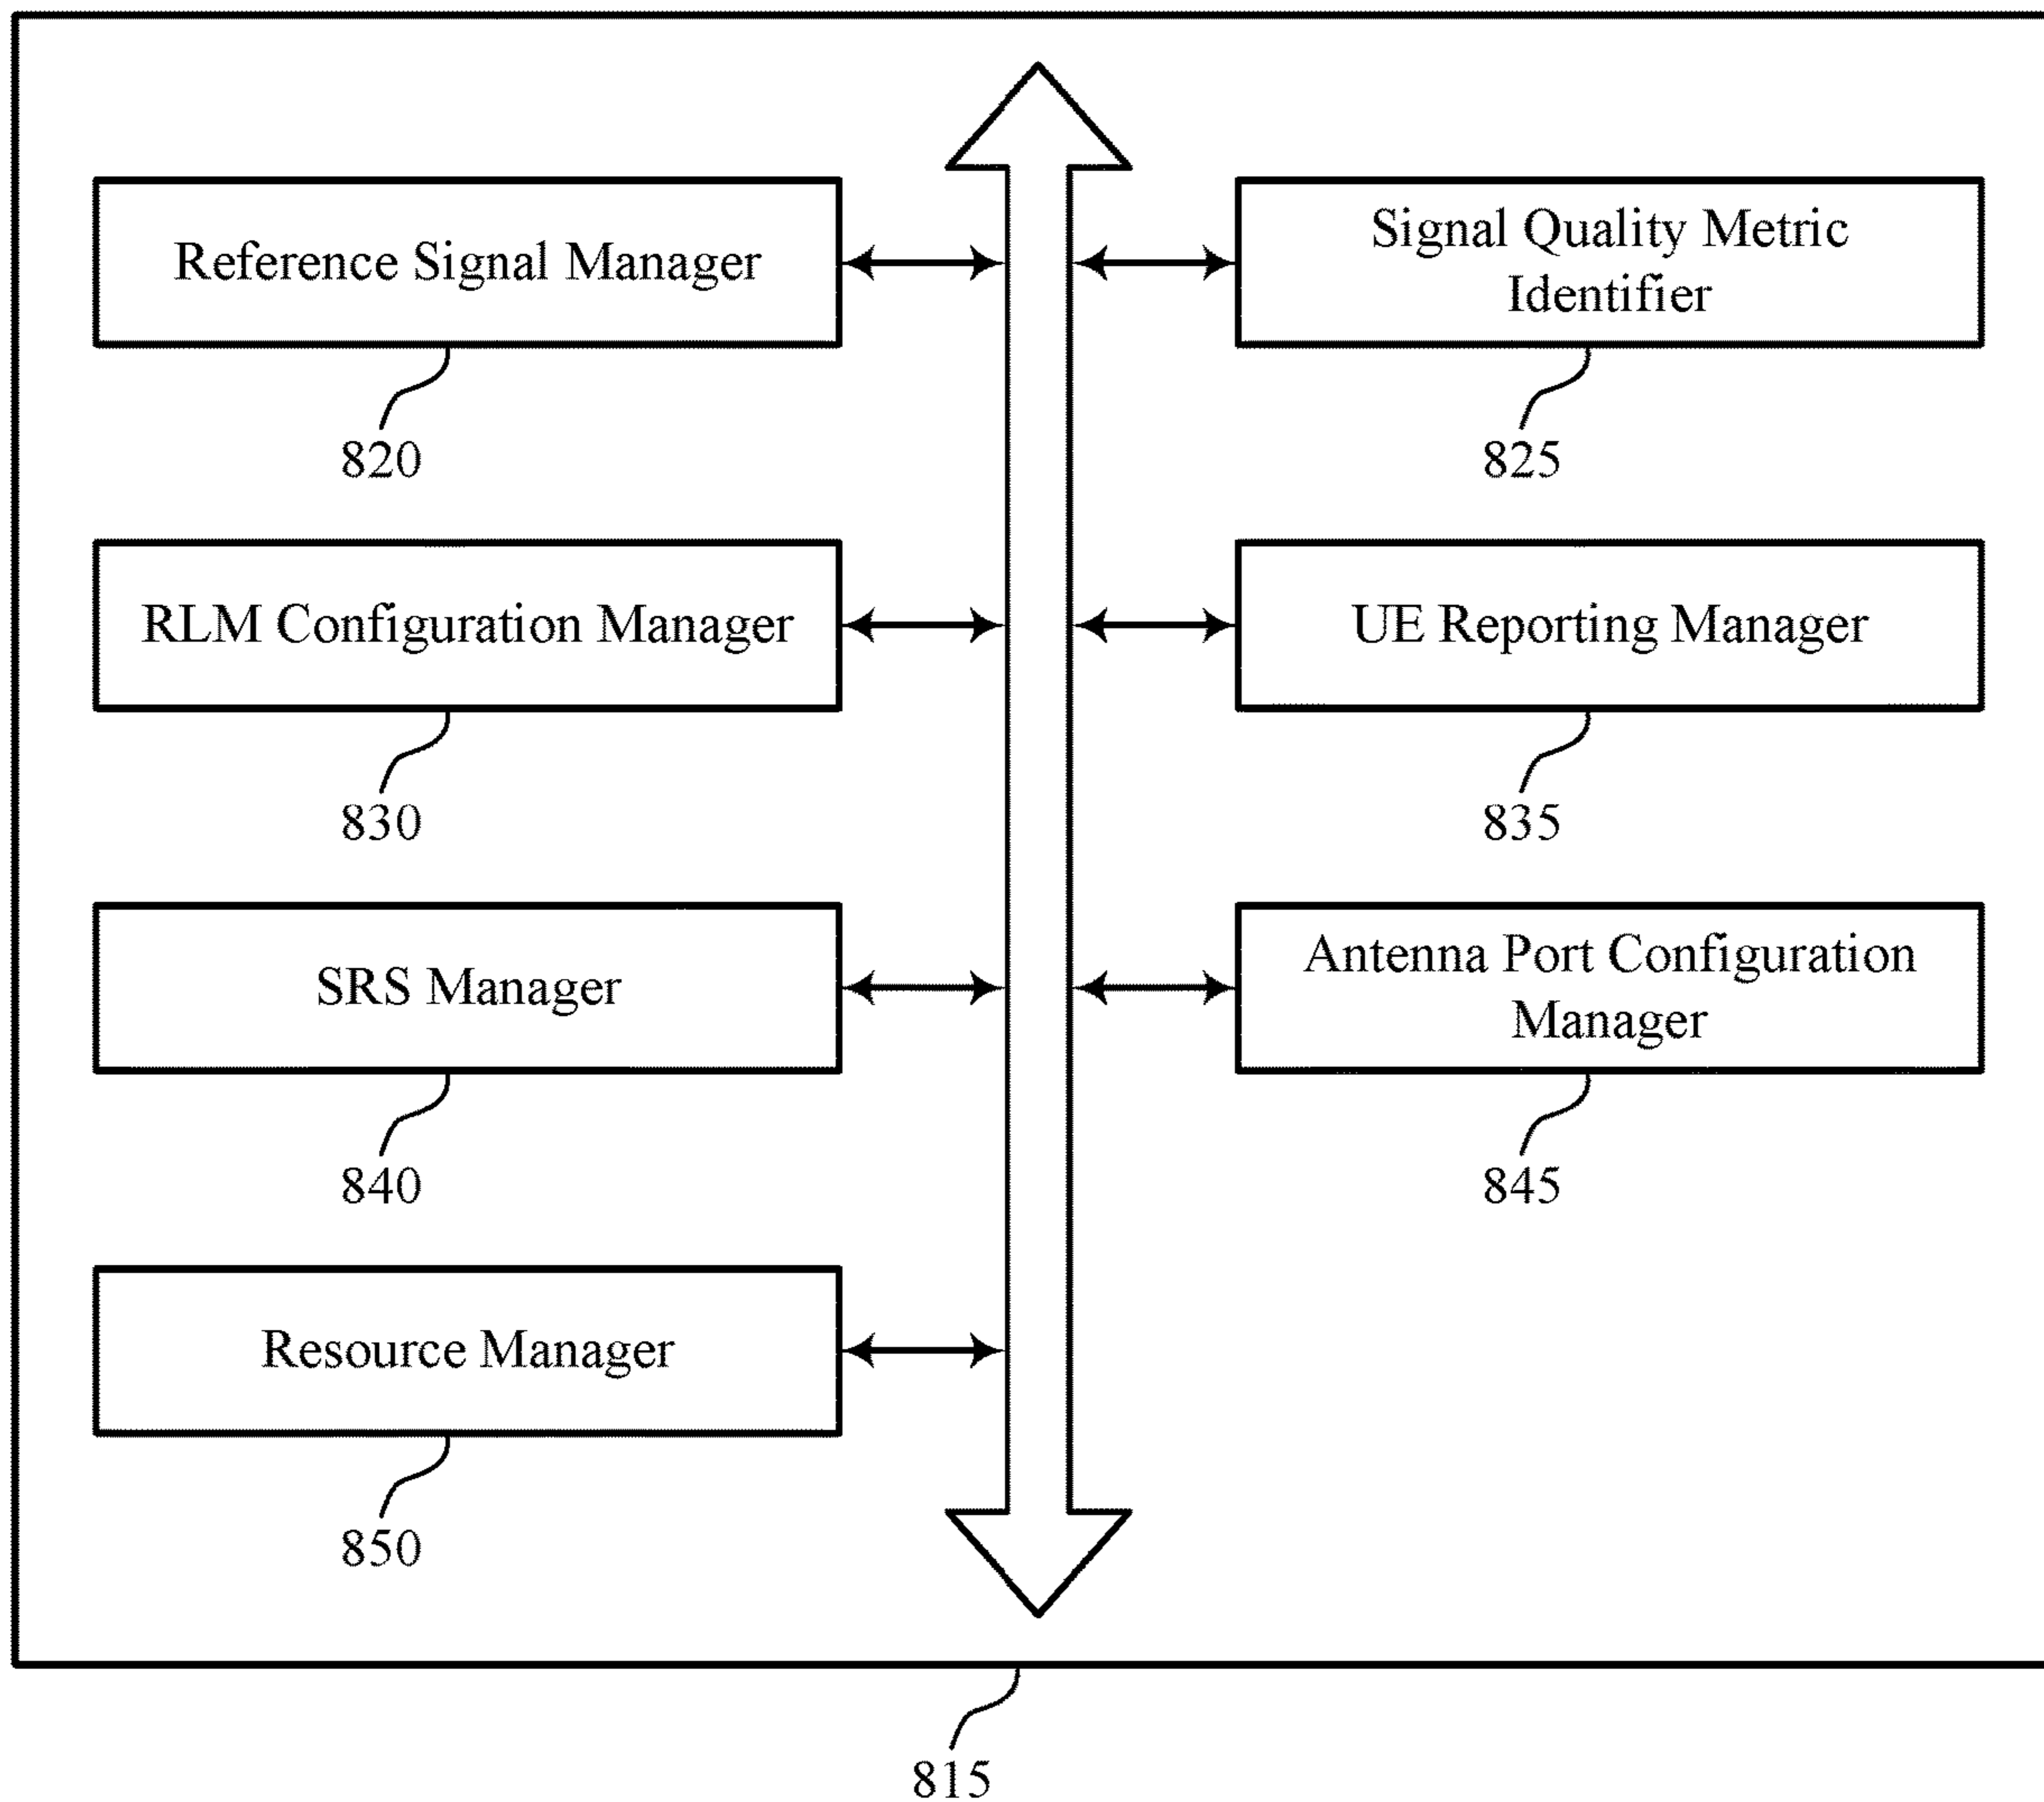 Reference Signal Manager
820
Signal Quality Metric
Identifier
825
RLM Configuration Manager
830
UE Reporting Manager
835
SRS Manager
840
Antenna Port Configuration
Manager
845
Resource Manager
850
815